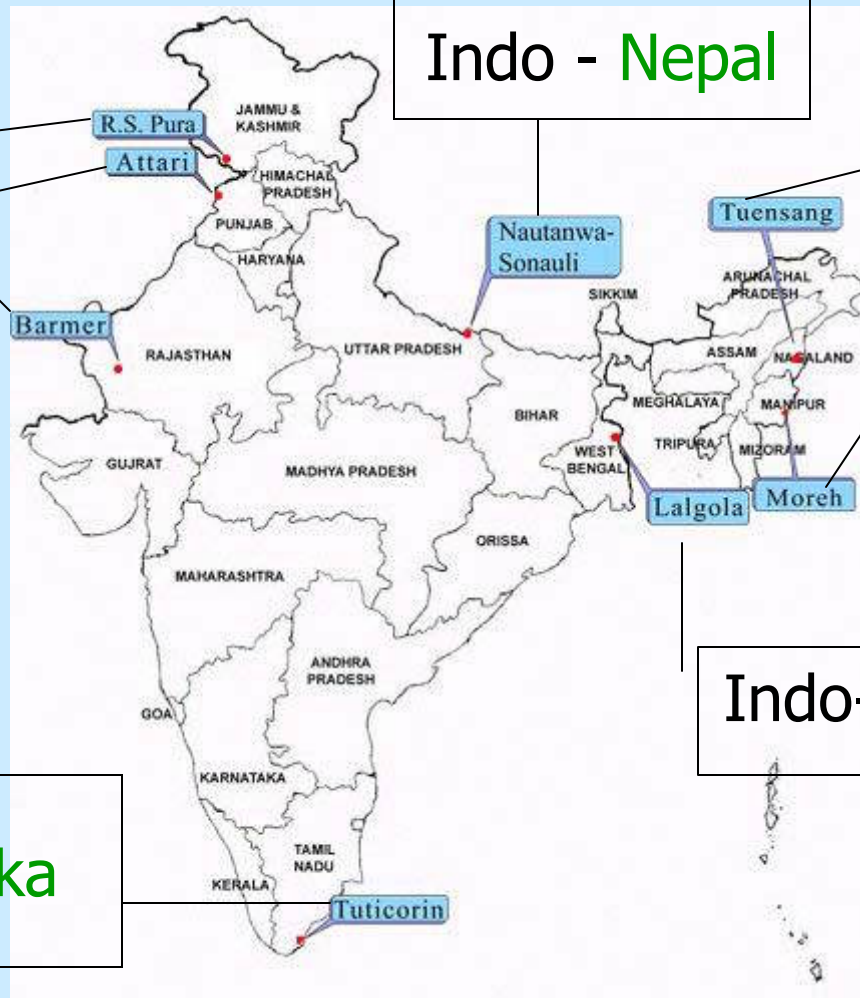 Indo - Nepal
JAMMU &
KASHMIR
R.S. Pura
Attari
HIMACHAL
PRADESH
PUNJAB
HARYANA
Tuensang
Nautanwa-
Sonauli
ARUNACHAL
PRADESH
SIKKIM
Barmer
RAJASTHAN
UTTAR PRADESH
ASSAM
NAGALAND
MEGHALAYA
MANIPUR
BIHAR
TRIPURA
MIZORAM
WEST
BENGAL
GUJRAT
MADHYA PRADESH
Lalgola
Moreh
ORISSA
MAHARASHTRA
ANDHRA
PRADESH
Indo-
GOA
KARNATAKA
TAMIL
NADU
ka
KERALA
Tuticorin